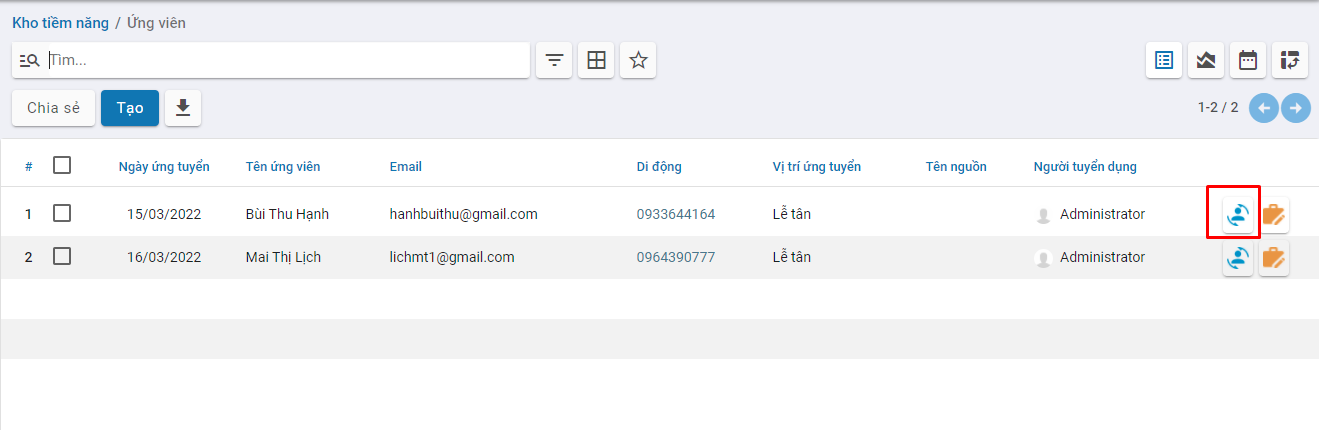 Kho tiềm năng / Ứng viên
Tìm...
Chia sẻ Tạo 1-2 / 2
# Ngày ứng tuyển Tên ứng viên Email Di động Vị trí ứng tuyển Tên nguồn Người tuyển dụng
1 15/03/2022 Bùi Thu Hạnh hanhbuithu@gmail.com 0933644164 Lễ tân Administrator
2 16/03/2022 Mai Thị Lịch lichmt1@gmail.com 0964390777 Lễ tân Administrator